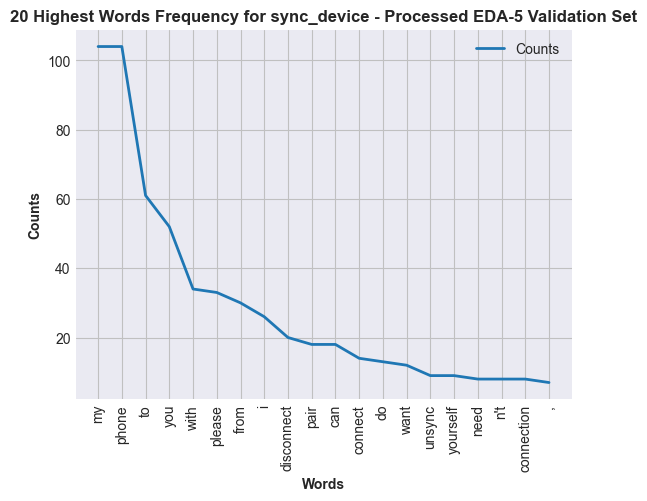 20 Highest Words Frequency for sync_device - Processed EDA-5 Validation Set
Counts
Counts
100
80
60
40
20
my
phone
to
you
with
please
from
i
disconnect
pair
can
connect
do
want
unsync
yourself
need
n't
connection
,
Words